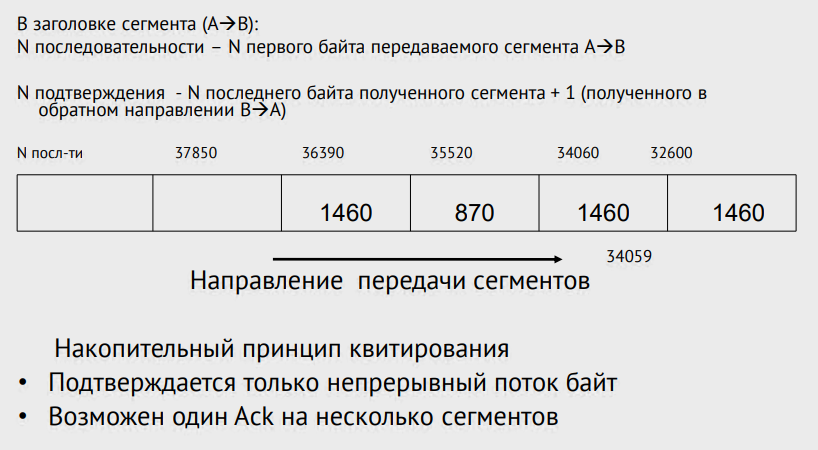 В заголовке сегмента (A→B):
N последовательности – N первого байта передаваемого сегмента A→B
N подтверждения - N последнего байта полученного сегмента + 1 (полученного в
обратном направлении B→A)
N посл-ти 37850 36390 35520 34060 32600
1460 870 1460 1460
34059
Направление передачи сегментов
Накопительный принцип квитирования
• Подтверждается только непрерывный поток байт
• Возможен один Ack на несколько сегментов